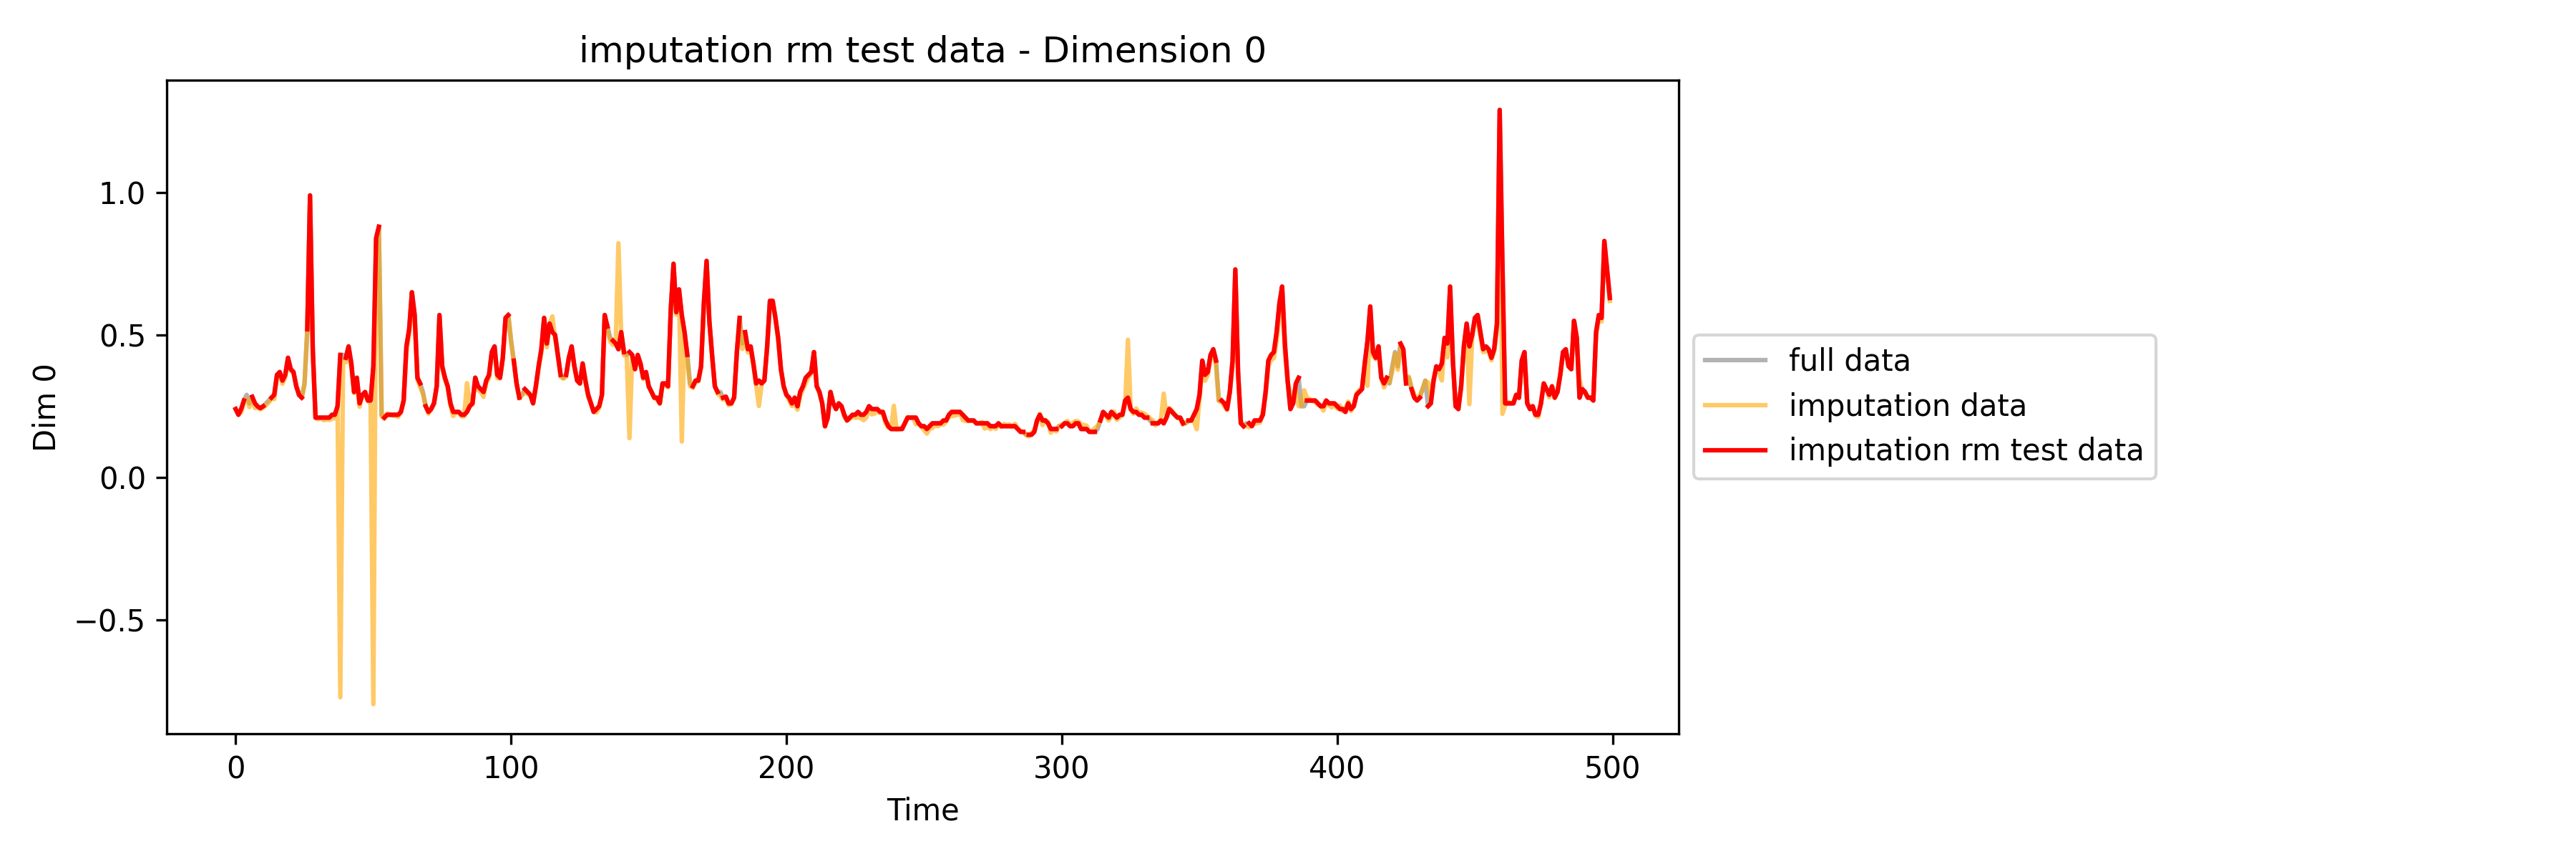 imputation rm test data - Dimension 0
Dim 0
1.0
0.5
0.0
−0.5
0 100 200 300 400 500
Time
full data
imputation data
imputation rm test data